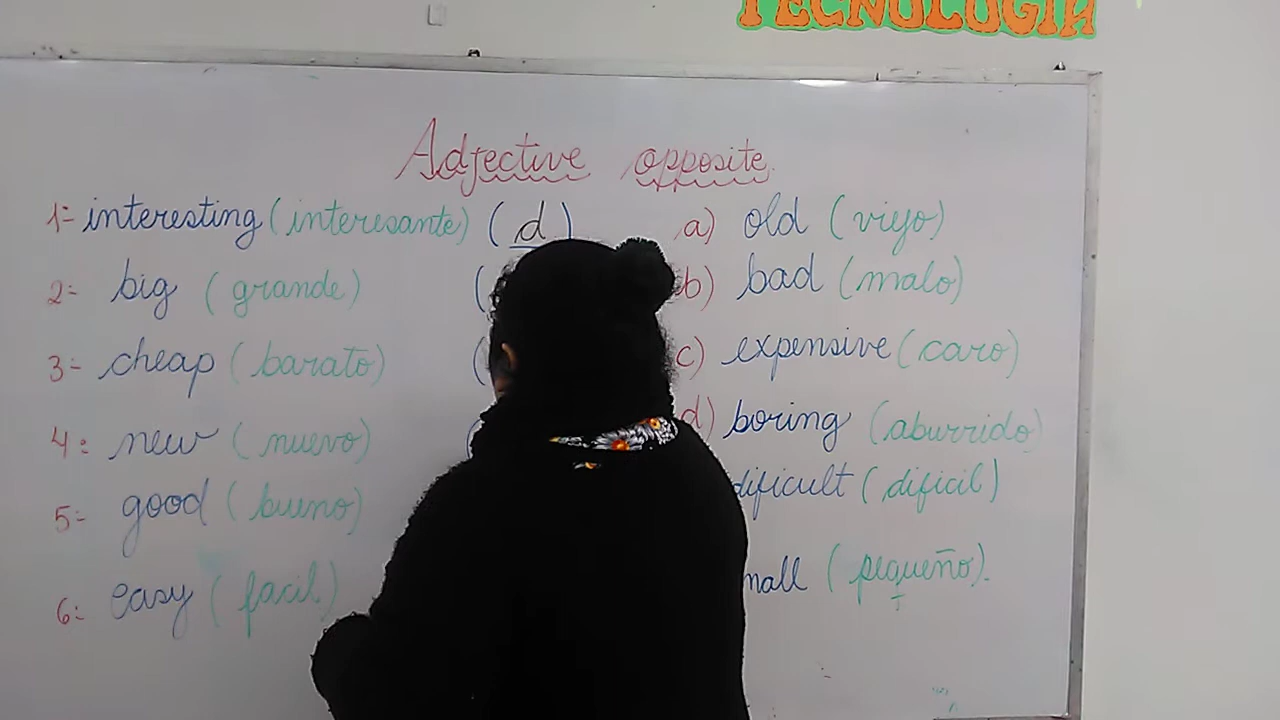 TECNOLOGIA
Adjective opposite
1= interesting (interesante) ( d ) a) old (viejo)
2= big (grande) ( b) bad (malo)
3- cheap (barato) ( c) expensive (caro)
4= new (nuevo) ( d) boring (aburrido)
5- good (bueno) dificult (dificil)
6= easy (facil) mall (pequeño).